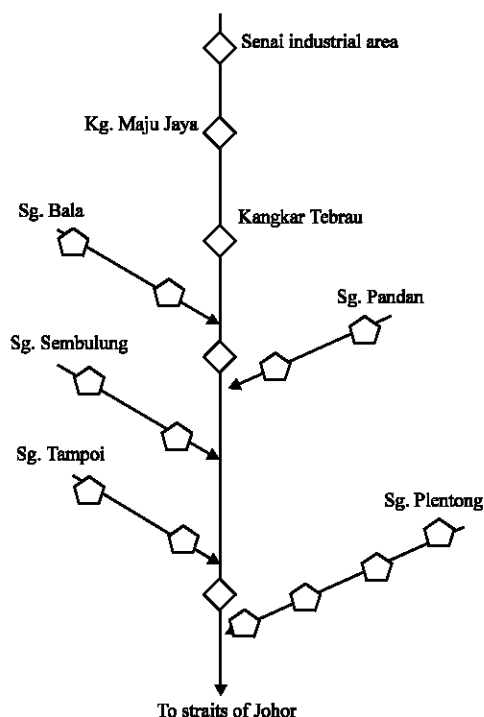 Senai industrial area
Kg. Maju Jaya
Sg. Bala
Kangkar Tebrau
Sg. Pandan
Sg. Sembulung
Sg. Tampoi
Sg. Plentong
To straits of Johor